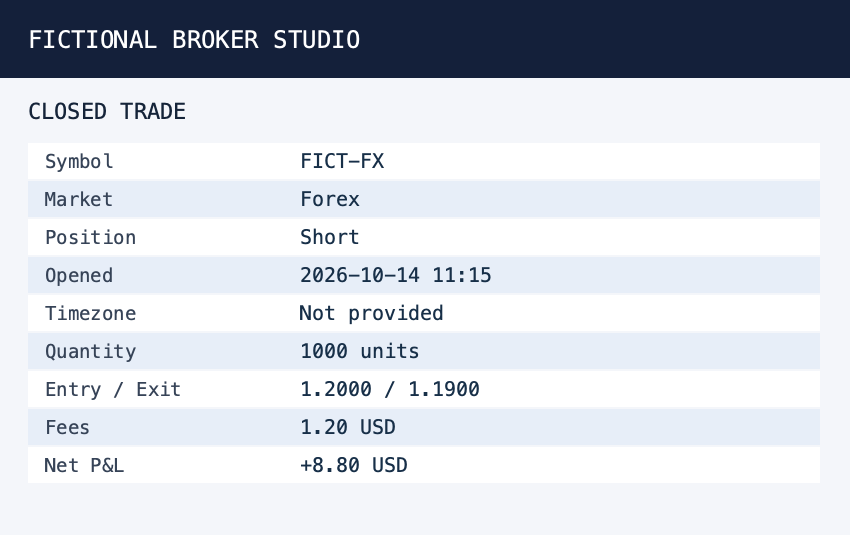 FICTIONAL BROKER STUDIO
CLOSED TRADE
Symbol FICT-FX
Market Forex
Position Short
Opened 2026-10-14 11:15
Timezone Not provided
Quantity 1000 units
Entry / Exit 1.2000 / 1.1900
Fees 1.20 USD
Net P&L +8.80 USD